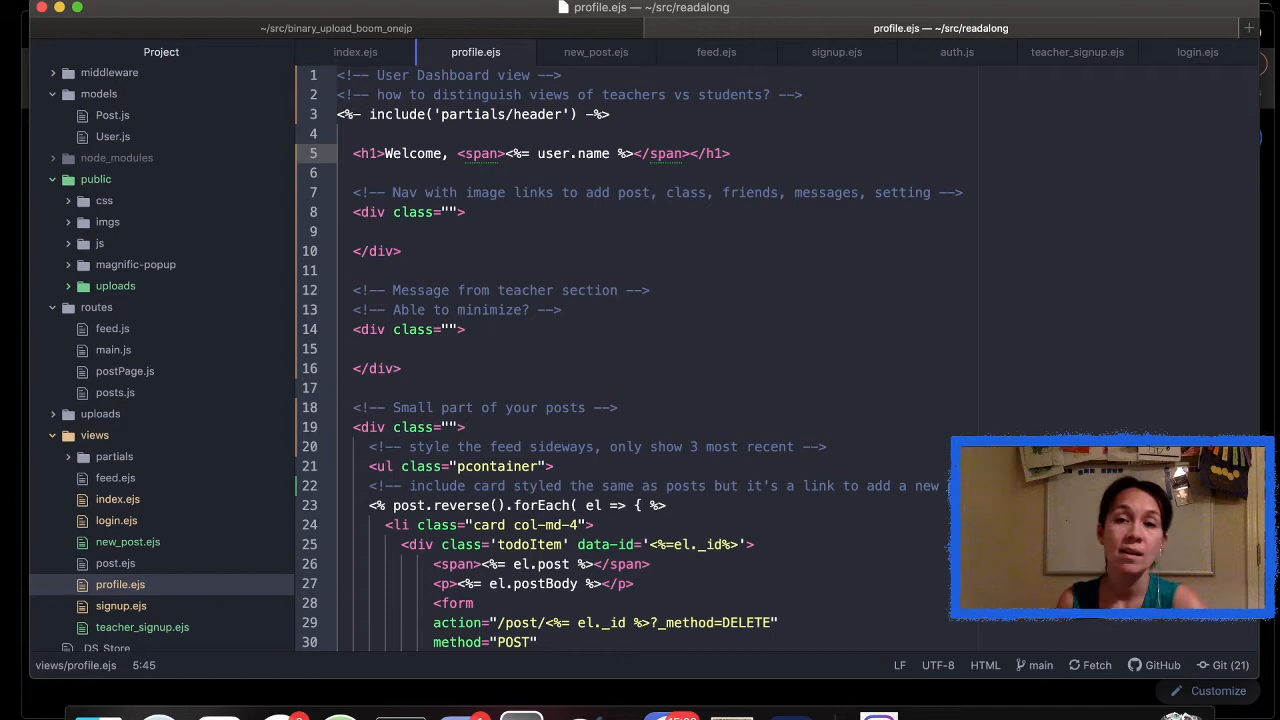 profile.ejs — ~/src/readalong
~/src/binary_upload_boom_onejp
profile.ejs — ~/src/readalong
Project
index.ejs
profile.ejs
new_post.ejs
feed.ejs
signup.ejs
auth.js
teacher_signup.ejs
login.ejs
middleware
models
Post.js
User.js
node_modules
public
css
imgs
js
magnific-popup
uploads
routes
feed.js
main.js
postPage.js
posts.js
uploads
views
partials
feed.ejs
index.ejs
login.ejs
new_post.ejs
post.ejs
profile.ejs
signup.ejs
teacher_signup.ejs
.DS_Store
1 <!-- User Dashboard view -->
2 <!-- how to distinguish views of teachers vs students? -->
3 <%- include('partials/header') -%>
4
5 <h1>Welcome, <span><%= user.name %></span></h1>
6
7 <!-- Nav with image links to add post, class, friends, messages, setting -->
8 <div class="">
9
10 </div>
11
12 <!-- Message from teacher section -->
13 <!-- Able to minimize? -->
14 <div class="">
15
16 </div>
17
18 <!-- Small part of your posts -->
19 <div class="">
20 <!-- style the feed sideways, only show 3 most recent -->
21 <ul class="pcontainer">
22 <!-- include card styled the same as posts but it's a link to add a new
23 <% post.reverse().forEach( el => { %>
24 <li class="card col-md-4">
25 <div class='todoItem' data-id='<%=el._id%>'>
26 <span><%= el.post %></span>
27 <p><%= el.postBody %></p>
28 <form
29 action="/post/<%= el._id %>?_method=DELETE"
30 method="POST"
views/profile.ejs 5:45 LF UTF-8 HTML main Fetch GitHub Git (21)
Customize